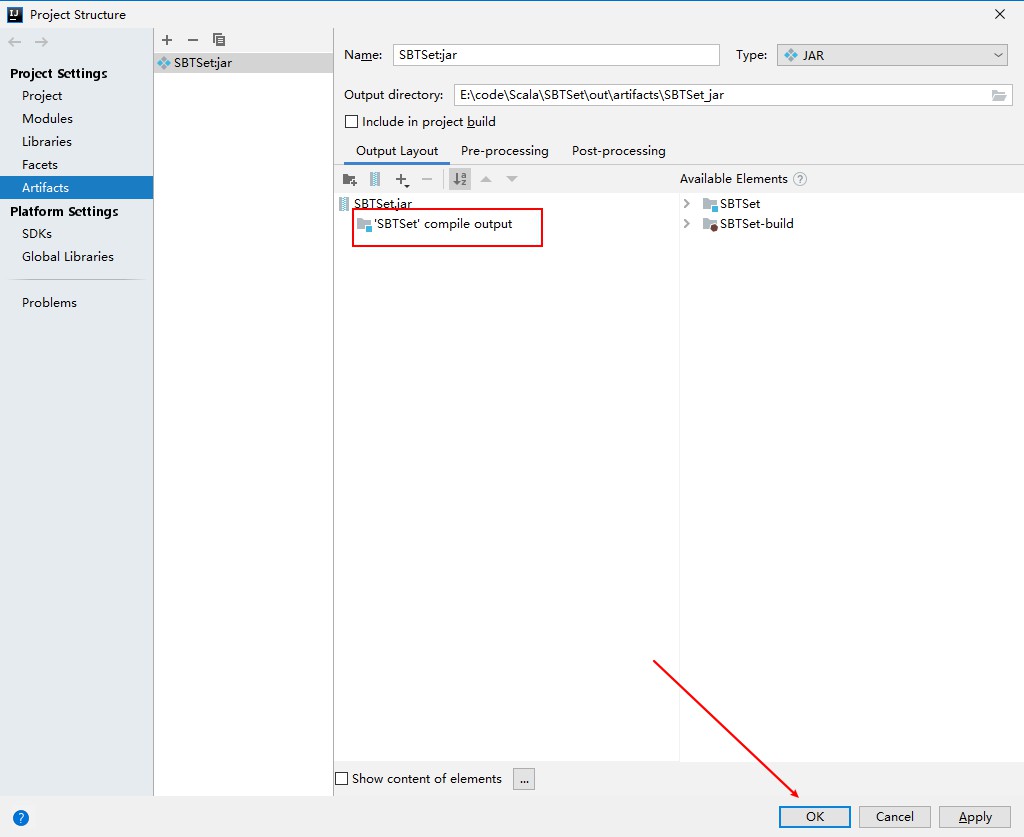 Project Structure
Project Settings
Project
Modules
Libraries
Facets
Artifacts
Platform Settings
SDKs
Global Libraries
Problems
SBTSet:jar
Name: SBTSet:jar Type: JAR
Output directory: E:\code\Scala\SBTSet\out\artifacts\SBTSet_jar
Include in project build
Output Layout Pre-processing Post-processing
Available Elements ?
SBTSet.jar
'SBTSet' compile output
SBTSet
SBTSet-build
Show content of elements ...
? OK Cancel Apply